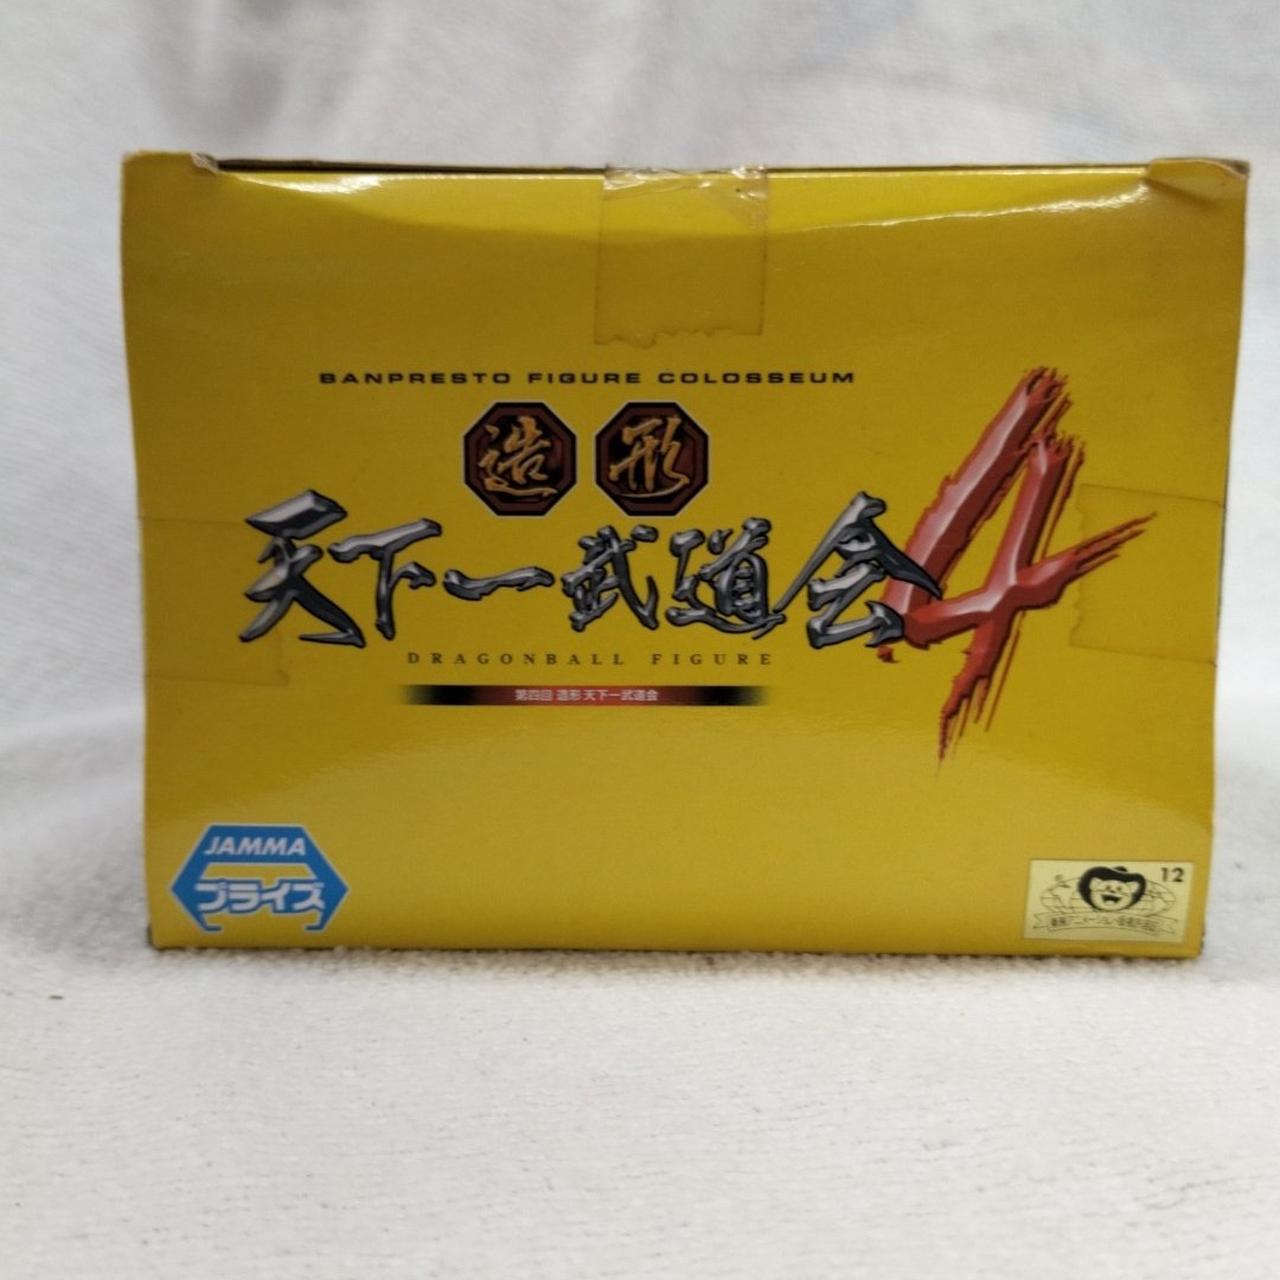 BANPRESTO FIGURE COLOSSEUM
造形
天下一武道会4
DRAGONBALL FIGURE
第四回 造形 天下一武道会
JAMMA
プライズ
12